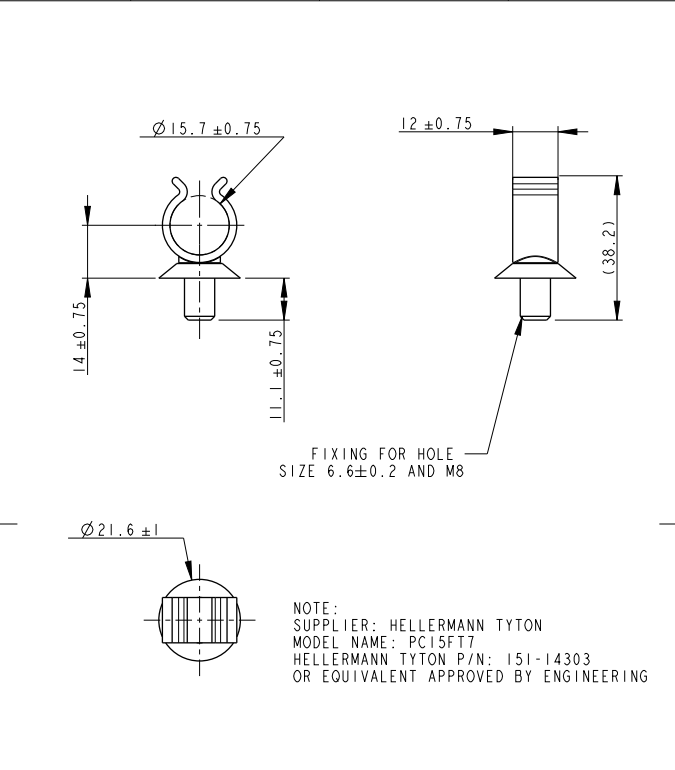 Ø15.7 ±0.75
12 ±0.75
14 ±0.75
11.1 ±0.75
(38.2)
FIXING FOR HOLE
SIZE 6.6±0.2 AND M8
Ø21.6 ±1
NOTE:
SUPPLIER: HELLERMANN TYTON
MODEL NAME: PC15FT7
HELLERMANN TYTON P/N: 151-14303
OR EQUIVALENT APPROVED BY ENGINEERING